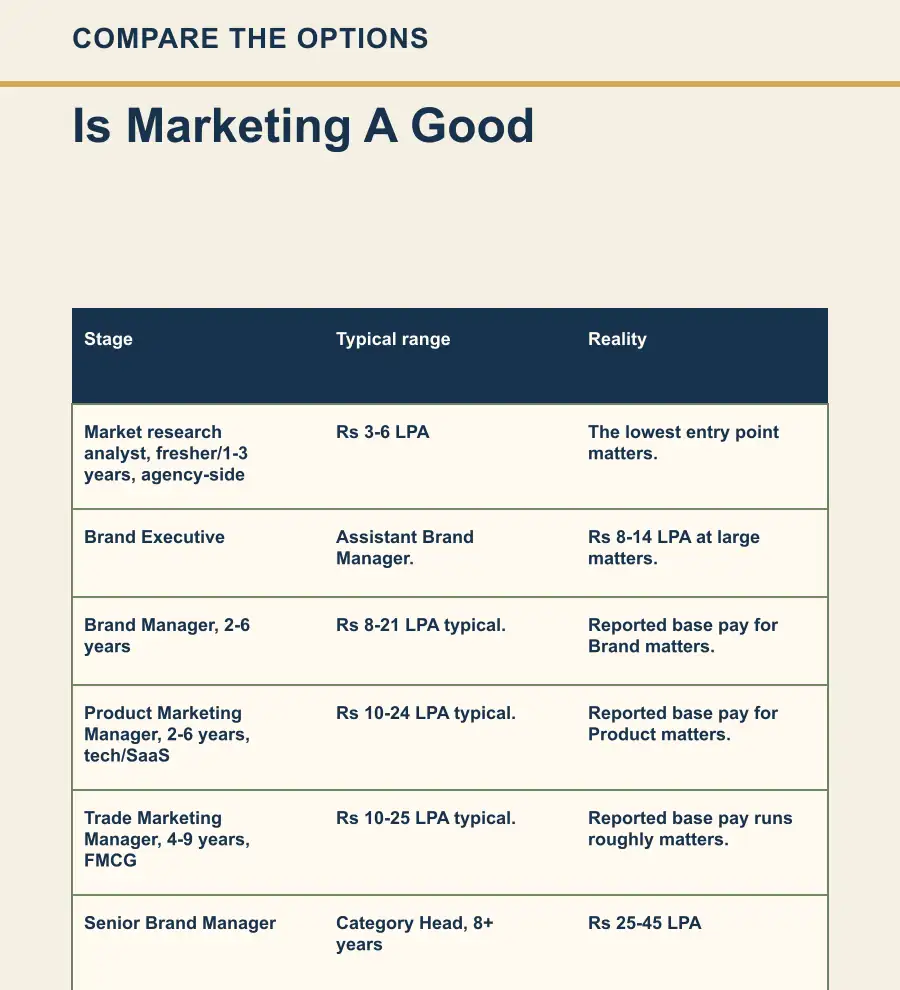 COMPARE THE OPTIONS
Is Marketing A Good
Stage
Typical range
Reality
Market research
analyst, fresher/1-3
years, agency-side
Rs 3-6 LPA
The lowest entry point
matters.
Brand Executive
Assistant Brand
Manager.
Rs 8-14 LPA at large
matters.
Brand Manager, 2-6
years
Rs 8-21 LPA typical.
Reported base pay for
Brand matters.
Product Marketing
Manager, 2-6 years,
tech/SaaS
Rs 10-24 LPA typical.
Reported base pay for
Product matters.
Trade Marketing
Manager, 4-9 years,
FMCG
Rs 10-25 LPA typical.
Reported base pay runs
roughly matters.
Senior Brand Manager
Category Head, 8+
years
Rs 25-45 LPA